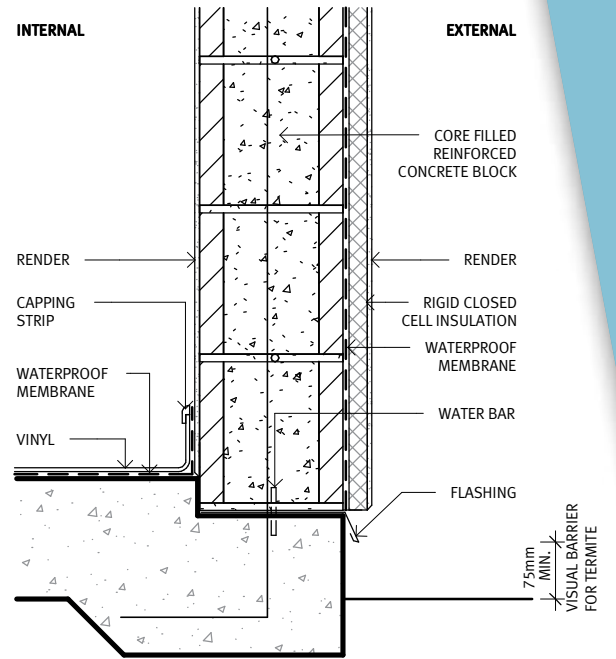 INTERNAL
EXTERNAL
CORE FILLED
REINFORCED
CONCRETE BLOCK
RENDER
RENDER
CAPPING
STRIP
RIGID CLOSED
CELL INSULATION
WATERPROOF
MEMBRANE
WATERPROOF
MEMBRANE
WATER BAR
VINYL
FLASHING
75mm
MIN.
VISUAL BARRIER
FOR TERMITE